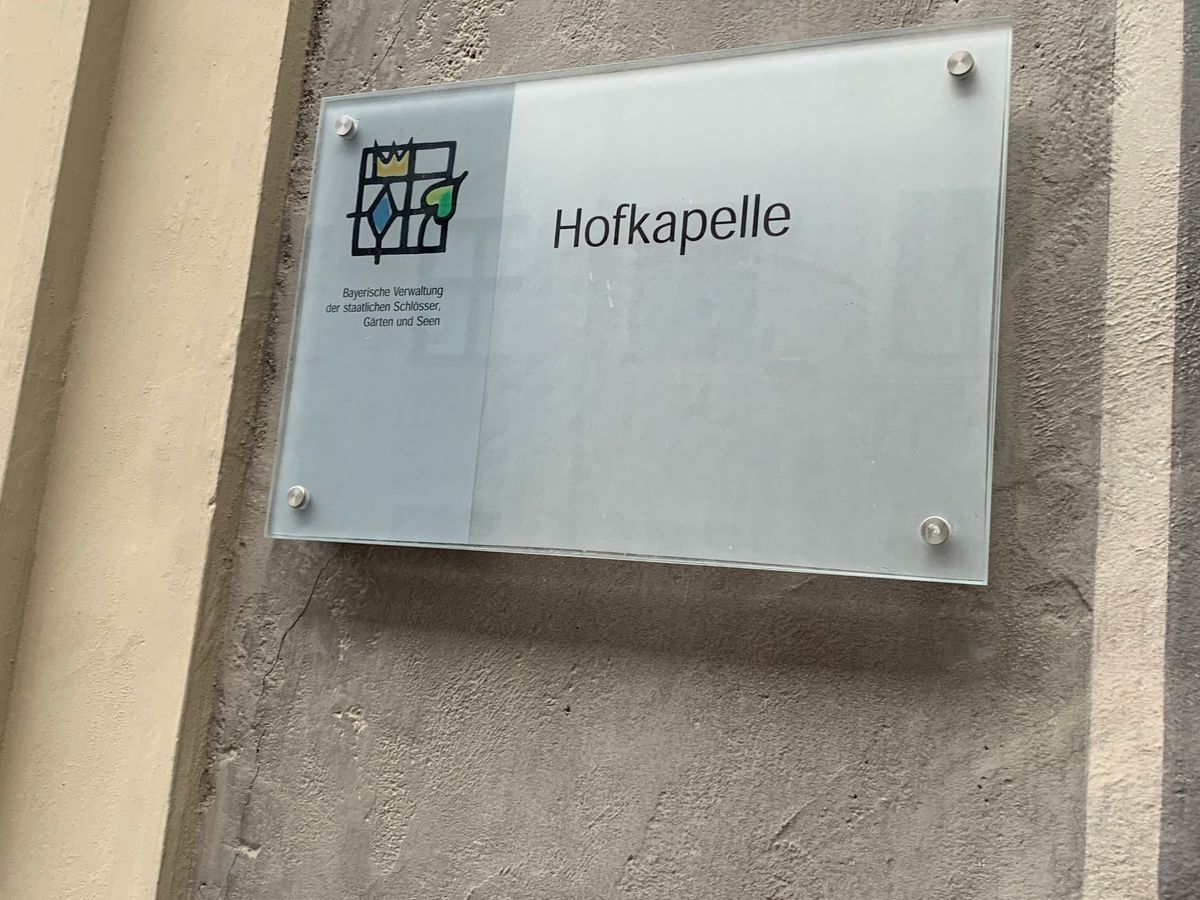 Hofkapelle
Bayerische Verwaltung
der staatlichen Schlösser,
Gärten und Seen